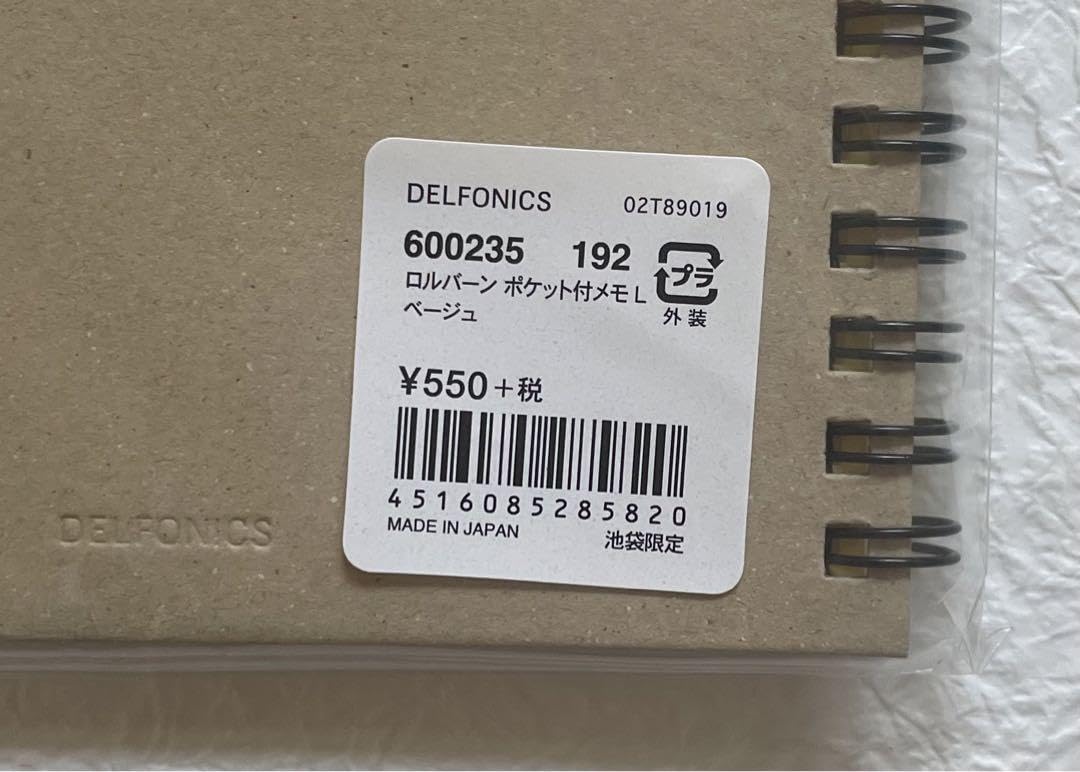 DELFONICS 02T89019
600235 192
プラ
ロルバーン ポケット付メモ L
ベージュ
外装
¥550+税
4516085285820
MADE IN JAPAN 池袋限定
DELFONICS